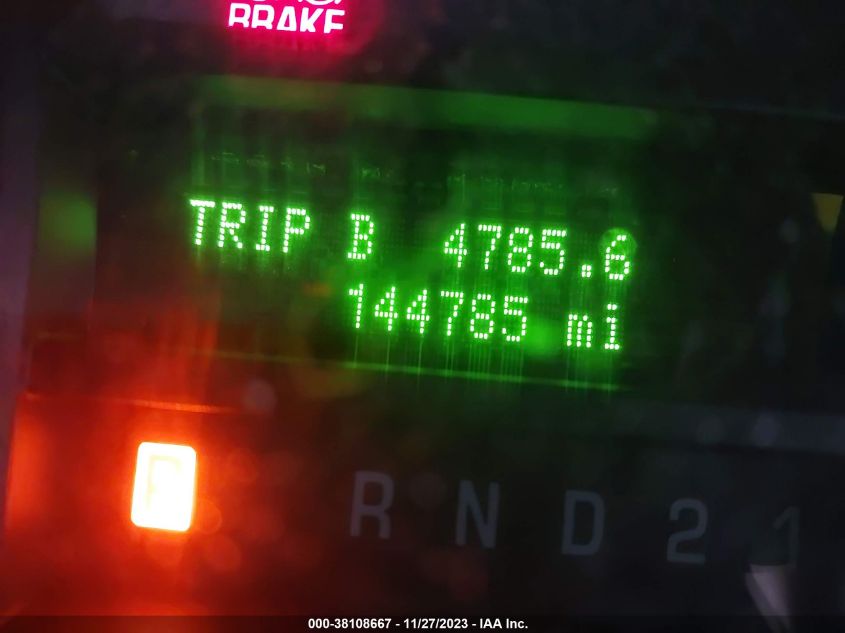 BRAKE
TRIP B 4785.6
144785 mi
P R N D 2 1
000-38108667 - 11/27/2023 - IAA Inc.